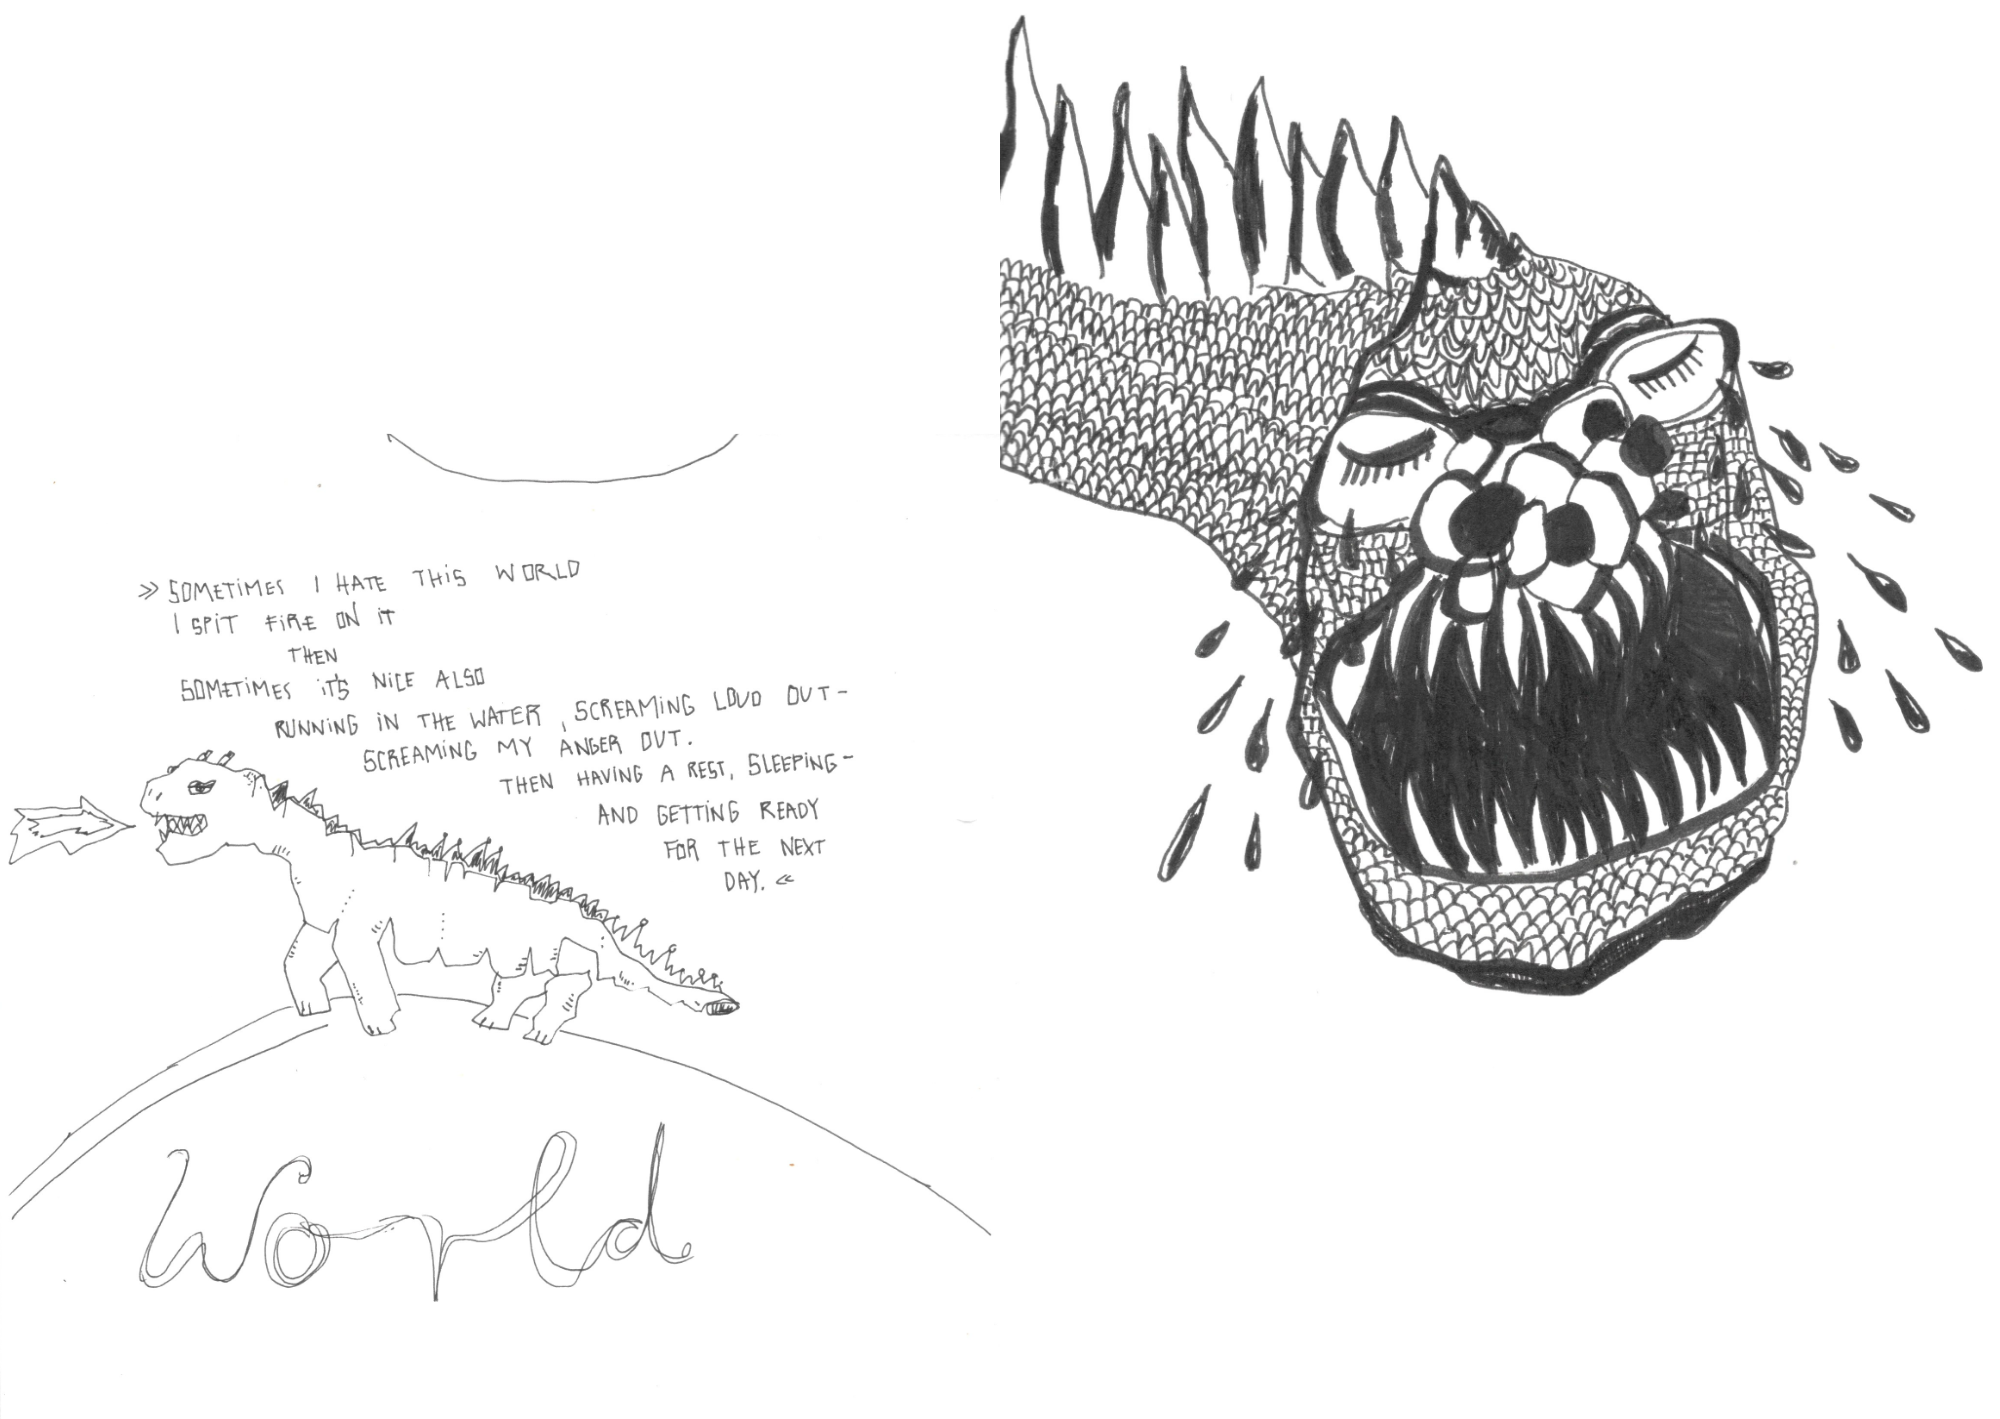 » SOMETIMES I HATE THIS WORLD
I SPIT FIRE ON IT
THEN
SOMETIMES IT'S NICE ALSO
RUNNING IN THE WATER, SCREAMING LOUD OUT-
SCREAMING MY ANGER OUT.
THEN HAVING A REST, SLEEPING-
AND GETTING READY
FOR THE NEXT
DAY. «
World